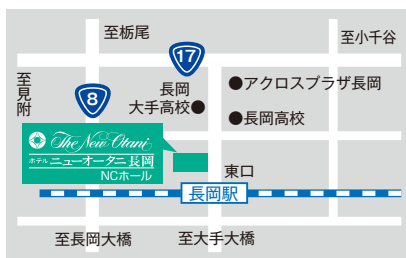 至栃尾
至小千谷
17
至見附
8
長岡
大手高校
アクロスプラザ長岡
長岡高校
The New Otani
ホテル ニューオータニ長岡
NCホール
東口
長岡駅
至長岡大橋
至大手大橋